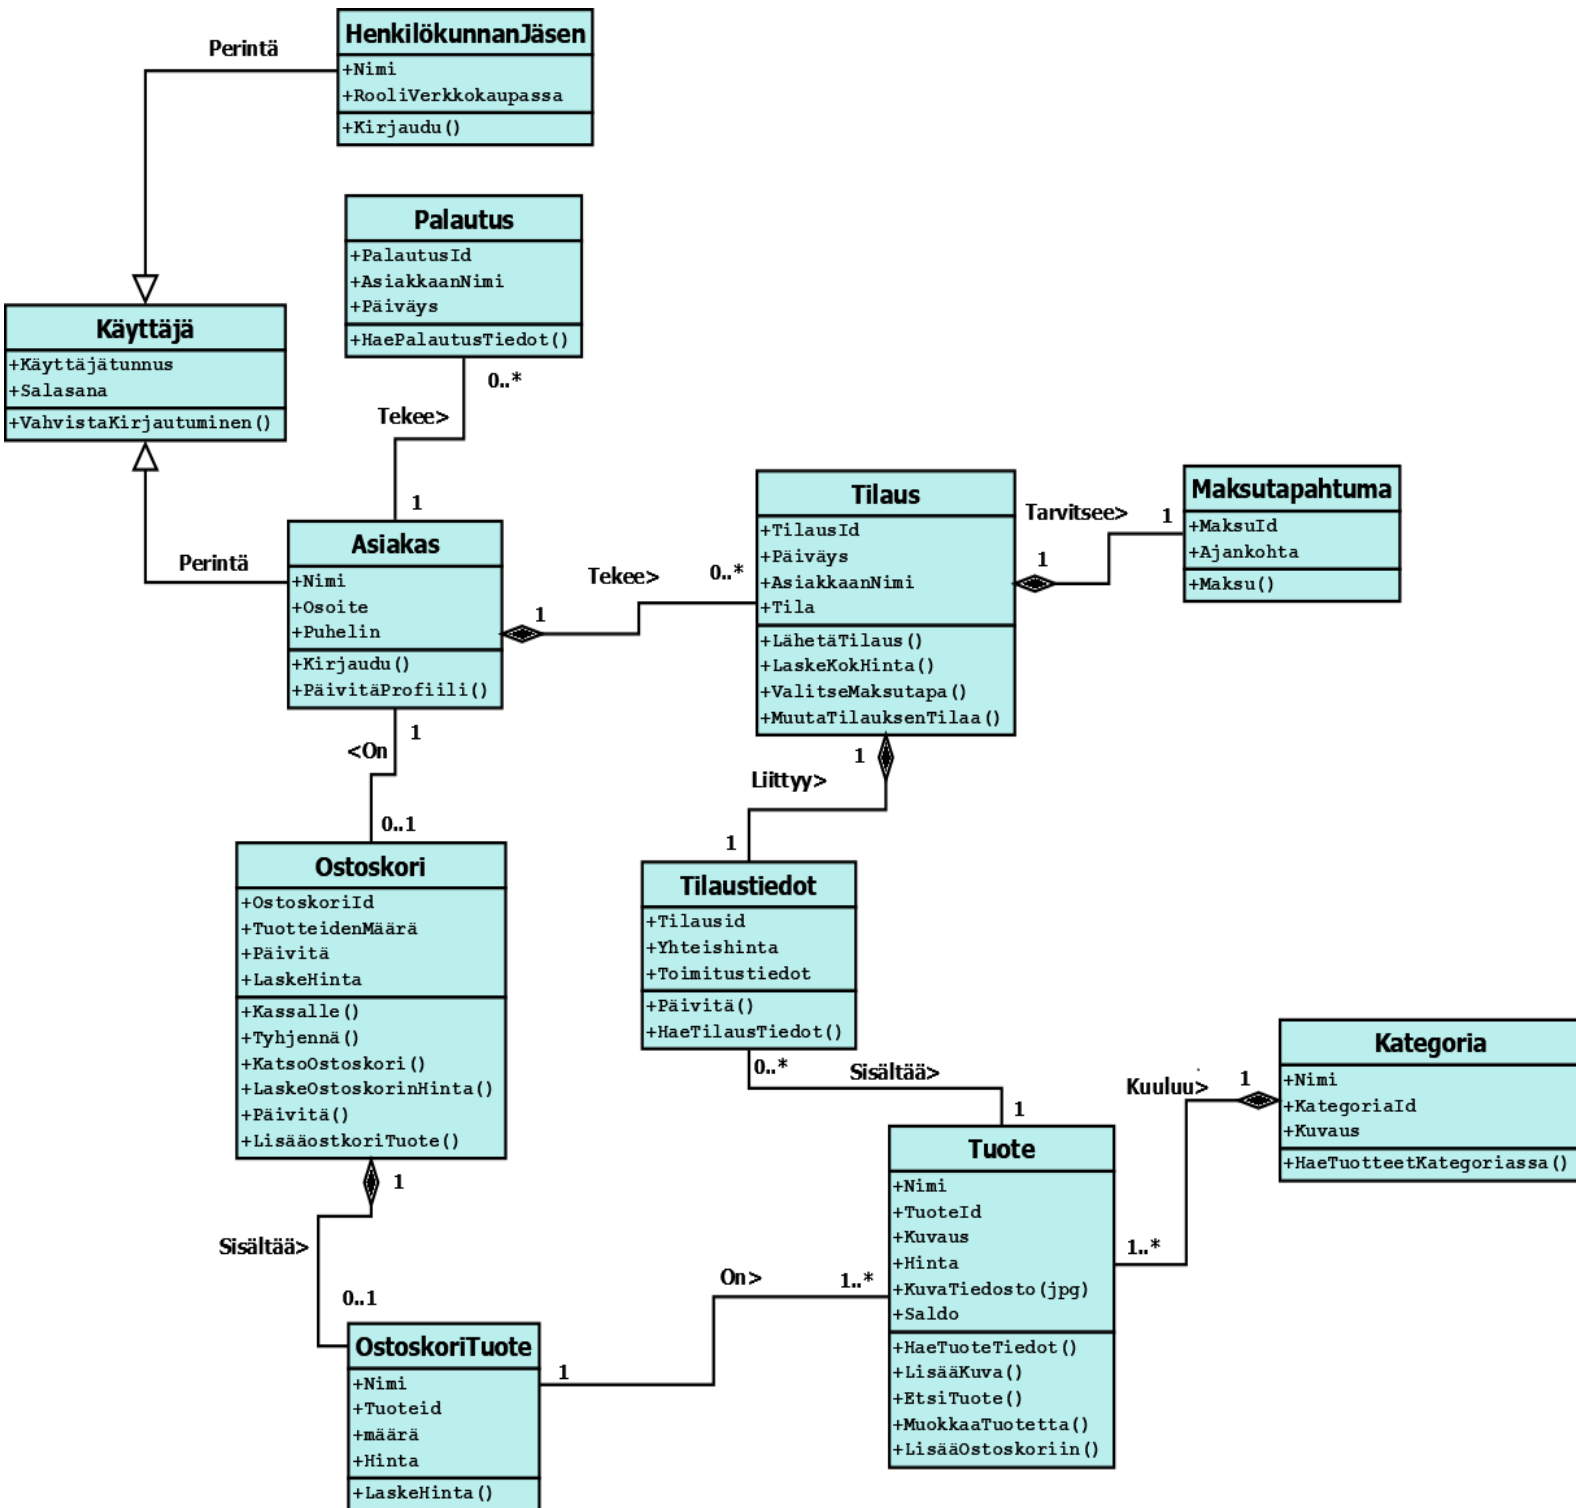 HenkilökunnanJäsen
+Nimi
+RooliVerkkokaupassa
+Kirjaudu()
Perintä
Palautus
+PalautusId
+AsiakkaanNimi
+Päiväys
+HaePalautusTiedot()
Käyttäjä
+Käyttäjätunnus
+Salasana
+VahvistaKirjautuminen()
0..*
Tekee>
1
Perintä
Asiakas
+Nimi
+Osoite
+Puhelin
+Kirjaudu()
+PäivitäProfiili()
Tekee>
0..*
1
Tilaus
+TilausId
+Päiväys
+AsiakkaanNimi
+Tila
+LähetäTilaus()
+LaskeKokHinta()
+ValitseMaksutapa()
+MuutaTilauksenTilaa()
Tarvitsee>
1
1
Maksutapahtuma
+MaksuId
+Ajankohta
+Maksu()
1
<On
0..1
1
Liittyy>
1
Ostoskori
+OstoskoriId
+TuotteidenMäärä
+Päivitä
+LaskeHinta
+Kassalle()
+Tyhjennä()
+KatsoOstoskori()
+LaskeOstoskorinHinta()
+Päivitä()
+LisääostkoriTuote()
Tilaustiedot
+Tilausid
+Yhteishinta
+Toimitustiedot
+Päivitä()
+HaeTilausTiedot()
0..*
Sisältää>
1
Kuuluu>
1
1..*
Kategoria
+Nimi
+KategoriaId
+Kuvaus
+HaeTuotteetKategoriassa()
Tuote
+Nimi
+TuoteId
+Kuvaus
+Hinta
+KuvaTiedosto(jpg)
+Saldo
+HaeTuoteTiedot()
+LisääKuva()
+EtsiTuote()
+MuokkaaTuotetta()
+LisääOstoskoriin()
1
Sisältää>
0..1
On>
1..*
1
OstoskoriTuote
+Nimi
+Tuoteid
+määrä
+Hinta
+LaskeHinta()